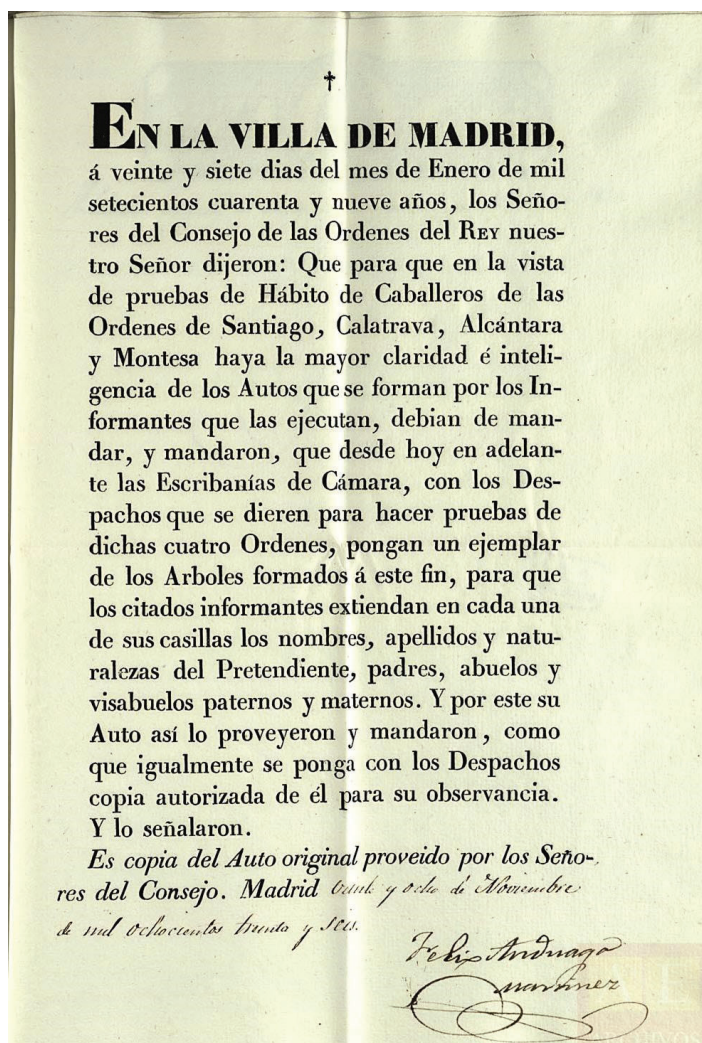 †
EN LA VILLA DE MADRID,
á veinte y siete dias del mes de Enero de mil
setecientos cuarenta y nueve años, los Seño-
res del Consejo de las Ordenes del REY nues-
tro Señor dijeron: Que para que en la vista
de pruebas de Hábito de Caballeros de las
Ordenes de Santiago, Calatrava, Alcántara
y Montesa haya la mayor claridad é inteli-
gencia de los Autos que se forman por los In-
formantes que las ejecutan, debian de man-
dar, y mandaron, que desde hoy en adelan-
te las Escribanías de Cámara, con los Des-
pachos que se dieren para hacer pruebas de
dichas cuatro Ordenes, pongan un ejemplar
de los Arboles formados á este fin, para que
los citados informantes extiendan en cada una
de sus casillas los nombres, apellidos y natu-
ralezas del Pretendiente, padres, abuelos y
visabuelos paternos y maternos. Y por este su
Auto así lo proveyeron y mandaron, como
que igualmente se ponga con los Despachos
copia autorizada de él para su observancia.
Y lo señalaron.
Es copia del Auto original proveido por los Seño-
res del Consejo. Madrid veinte y ocho de Noviembre
de mil ochocientos treinta y seis.
Felix Anduaga
Martinez